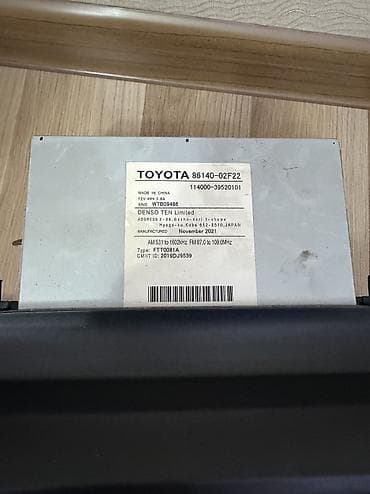 TOYOTA 86140-02F22
114000-39520101
MADE IN CHINA
DENSO TEN Limited
MANUFACTURED November 2021
AM 531 to 1602kHz FM 87.0 to 108.0MHz
Type: FTT0081A
CMIIT ID: 2019DJ9539